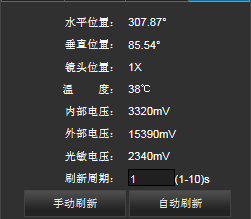 水平位置: 307.87°
垂直位置: 85.54°
镜头位置: 1X
温 度: 38℃
内部电压: 3320mV
外部电压: 15390mV
光敏电压: 2340mV
刷新周期: 1 (1-10)s
手动刷新 自动刷新